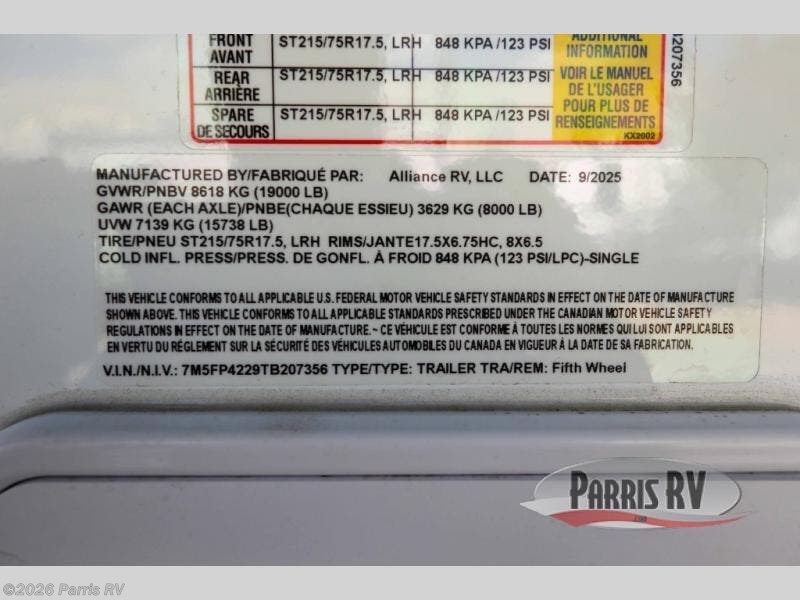 FRONT ST215/75R17.5, LRH 848 KPA /123 PSI ADDITIONAL
AVANT INFORMATION
REAR ST215/75R17.5, LRH 848 KPA /123 PSI VOIR LE MANUEL
ARRIÈRE DE L'USAGER
SPARE ST215/75R17.5, LRH 848 KPA /123 PSI POUR PLUS DE
DE SECOURS RENSEIGNEMENTS
KX2002
207356
MANUFACTURED BY/FABRIQUÉ PAR: Alliance RV, LLC DATE: 9/2025
GVWR/PNBV 8618 KG (19000 LB)
GAWR (EACH AXLE)/PNBE(CHAQUE ESSIEU) 3629 KG (8000 LB)
UVW 7139 KG (15738 LB)
TIRE/PNEU ST215/75R17.5, LRH RIMS/JANTE17.5X6.75HC, 8X6.5
COLD INFL. PRESS/PRESS. DE GONFL. À FROID 848 KPA (123 PSI/LPC)-SINGLE
THIS VEHICLE CONFORMS TO ALL APPLICABLE U.S. FEDERAL MOTOR VEHICLE SAFETY STANDARDS IN EFFECT ON THE DATE OF MANUFACTURE
SHOWN ABOVE. THIS VEHICLE CONFORMS TO ALL APPLICABLE STANDARDS PRESCRIBED UNDER THE CANADIAN MOTOR VEHICLE SAFETY
REGULATIONS IN EFFECT ON THE DATE OF MANUFACTURE. ~ CE VÉHICULE EST CONFORME À TOUTES LES NORMES QUI LUI SONT APPLICABLES
EN VERTU DU RÈGLEMENT SUR LA SÉCURITÉ DES VÉHICULES AUTOMOBILES DU CANADA EN VIGUEUR À LA DATE DE SA FABRICATION.
V.I.N./N.I.V.: 7M5FP4229TB207356 TYPE/TYPE: TRAILER TRA/REM: Fifth Wheel
PARRIS RV
©2026 Parris RV